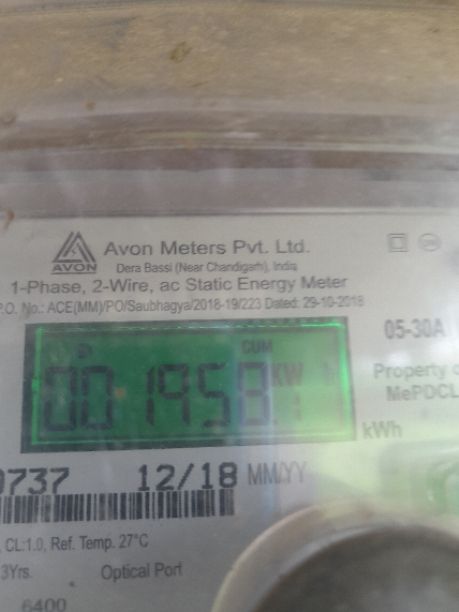 AVON
Avon Meters Pvt. Ltd.
Dera Bassi (Near Chandigarh), India
1-Phase, 2-Wire, ac Static Energy Meter
P.O. No.: ACE(MM)/PO/Saubhagya/2018-19/223 Dated: 29-10-2018
CUM
05-30A
001958
KW
Property
MePDCL
kWh
0737 12/18 MM/YY
CL:1.0, Ref. Temp. 27°C
3Yrs. Optical Port
6400